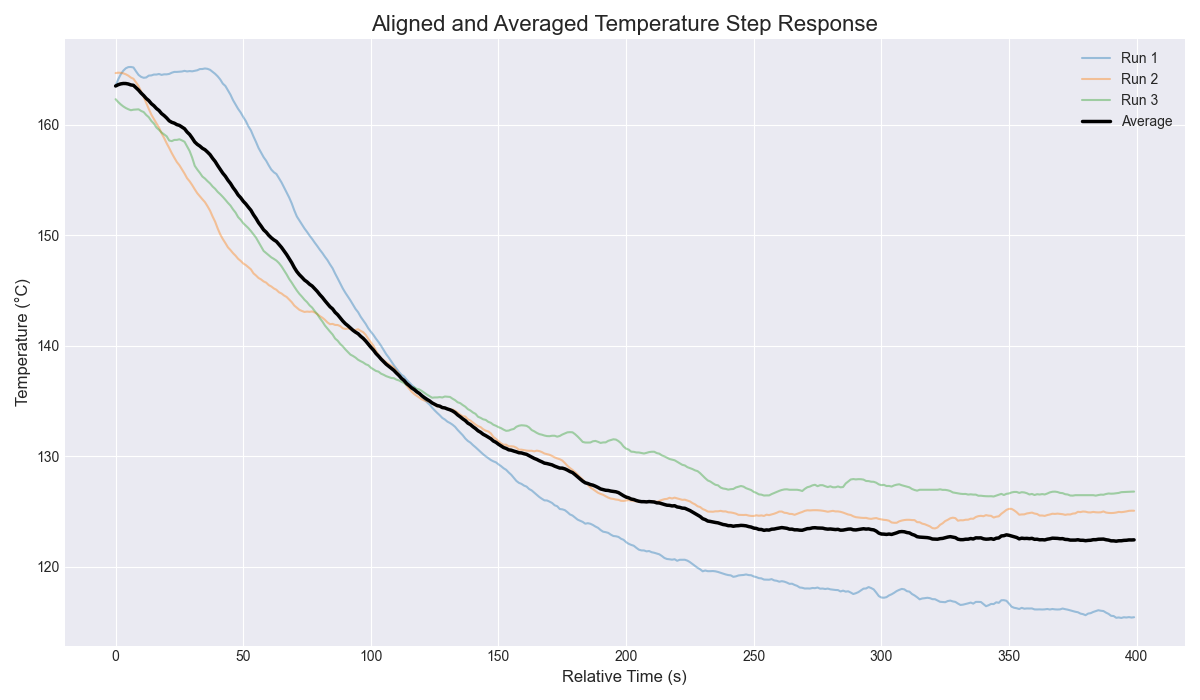 Aligned and Averaged Temperature Step Response
Run 1
Run 2
Run 3
Average
Temperature (°C)
160
150
140
130
120
0 50 100 150 200 250 300 350 400
Relative Time (s)